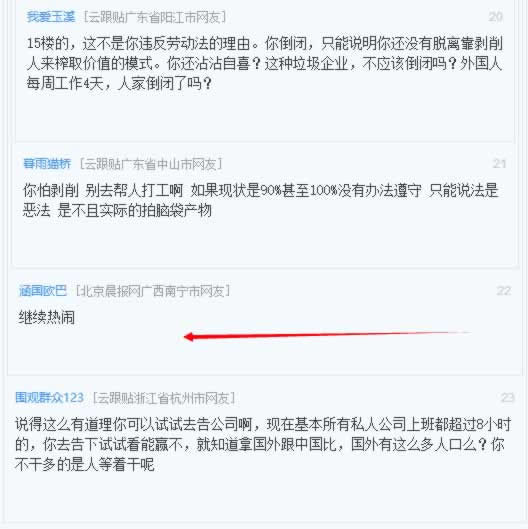 我爱玉溪 [云跟贴广东省阳江市网友] 20
15楼的，这不是你违反劳动法的理由。你倒闭，只能说明你还没有脱离靠剥削
人来榨取价值的模式。你还沾沾自喜？这种垃圾企业，不应该倒闭吗？外国人
每周工作4天，人家倒闭了吗？
暮雨猫桥 [云跟贴广东省中山市网友] 21
你怕剥削 别去帮人打工啊 如果现状是90%甚至100%没有办法遵守 只能说法是
恶法 是不且实际的拍脑袋产物
涵国欧巴 [北京晨报网广西南宁市网友] 22
继续热闹
围观群众123 [云跟贴浙江省杭州市网友] 23
说得这么有道理你可以试试去告公司啊，现在基本所有私人公司上班都超过8小时
的，你去告下试试看能赢不，就知道拿国外跟中国比，国外有这么多人口么？你
不干多的是人等着干呢